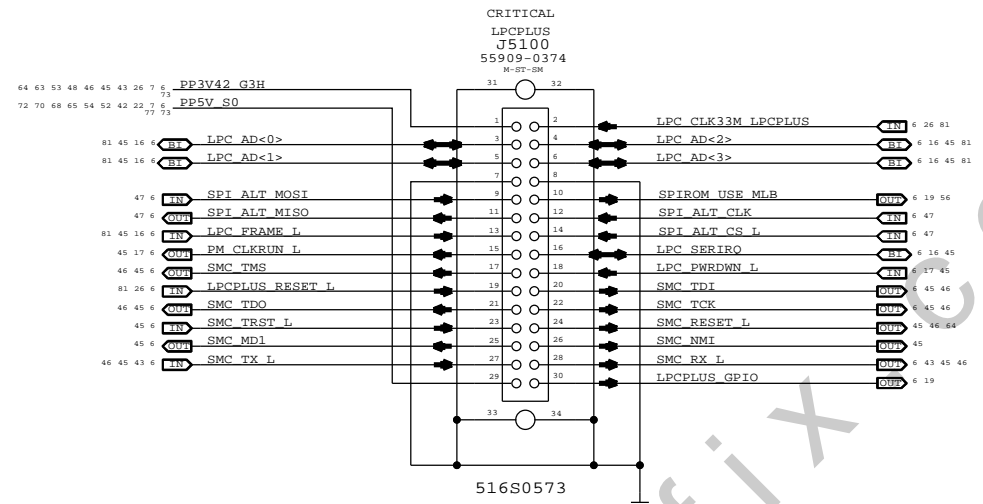 CRITICAL
LPCPLUS
J5100
55909-0374
M-ST-SM
31 32
64 63 53 48 46 45 43 26 7 6 PP3V42_G3H
73
72 70 68 65 54 52 42 22 7 6 PP5V_S0
77 73
1 2 LPC_CLK33M_LPCPLUS IN 6 26 81
81 45 16 6 BI LPC_AD<0> 3 4 LPC_AD<2> BI 6 16 45 81
81 45 16 6 BI LPC_AD<1> 5 6 LPC_AD<3> BI 6 16 45 81
7 8
47 6 IN SPI_ALT_MOSI 9 10 SPIROM_USE_MLB OUT 6 19 56
47 6 OUT SPI_ALT_MISO 11 12 SPI_ALT_CLK IN 6 47
81 45 16 6 IN LPC_FRAME_L 13 14 SPI_ALT_CS_L IN 6 47
45 17 6 OUT PM_CLKRUN_L 15 16 LPC_SERIRQ BI 6 16 45
46 45 6 OUT SMC_TMS 17 18 LPC_PWRDWN_L IN 6 17 45
81 26 6 IN LPCPLUS_RESET_L 19 20 SMC_TDI OUT 6 45 46
46 45 6 OUT SMC_TDO 21 22 SMC_TCK OUT 6 45 46
45 6 IN SMC_TRST_L 23 24 SMC_RESET_L OUT 45 46 64
45 6 OUT SMC_MD1 25 26 SMC_NMI OUT 45
46 45 43 6 IN SMC_TX_L 27 28 SMC_RX_L OUT 6 43 45 46
29 30 LPCPLUS_GPIO OUT 6 19
33 34
516S0573
fix.c